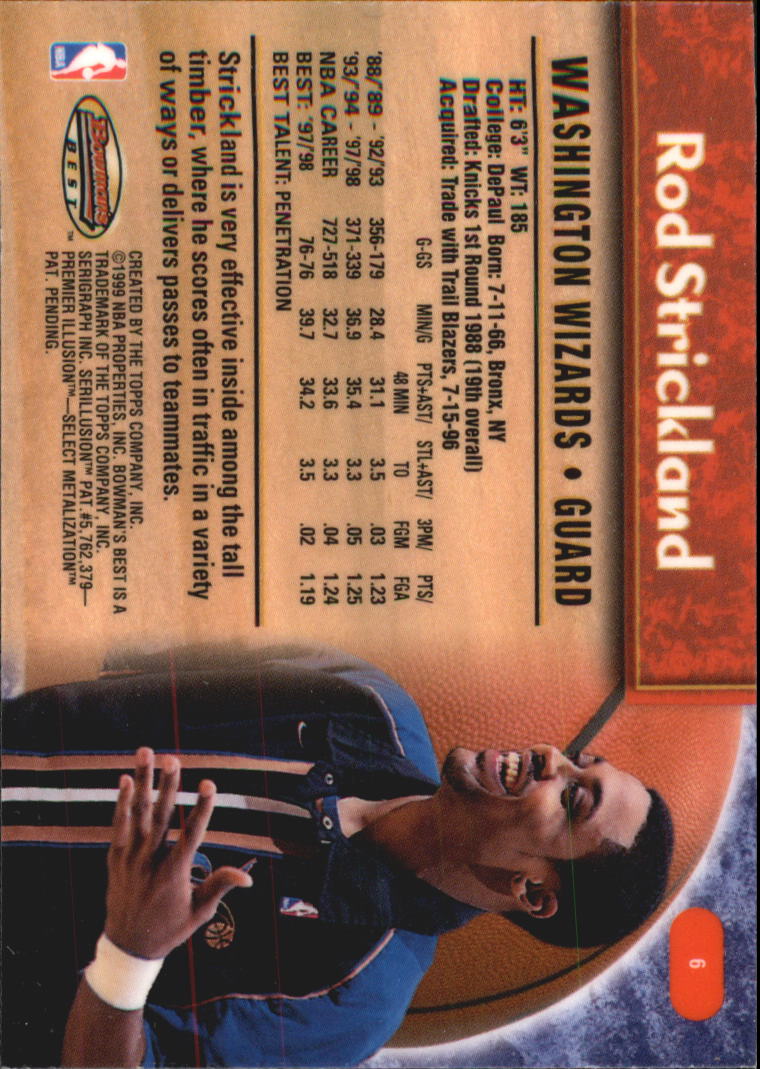 Rod Strickland
6
WASHINGTON WIZARDS • GUARD
HT: 6'3" WT: 185
College: DePaul Born: 7-11-66, Bronx, NY
Drafted: Knicks 1st Round 1988 (19th overall)
Acquired: Trade with Trail Blazers, 7-15-96
G-GS MIN/G PTS+AST/ STL+AST/ 3PM/ PTS/
48 MIN TO FGM FGA
'88/'89 - '92/93 356-179 28.4 31.1 3.5 .03 1.23
'93/'94 - '97/98 371-339 36.9 35.4 3.3 .05 1.25
NBA CAREER 727-518 32.7 33.6 3.3 .04 1.24
BEST: '97/98 76-76 39.7 34.2 3.5 .02 1.19
BEST TALENT: PENETRATION
Strickland is very effective inside among the tall
timber, where he scores often in traffic in a variety
of ways or delivers passes to teammates.
NBA
Bowman's
BEST™
CREATED BY THE TOPPS COMPANY, INC.
©1999 NBA PROPERTIES, INC. BOWMAN'S BEST IS A
TRADEMARK OF THE TOPPS COMPANY, INC.
SERIGRAPH INC. SERILLUSION™ PAT.#5,762,379—
PREMIER ILLUSION™—SELECT METALIZATION™
PAT. PENDING.